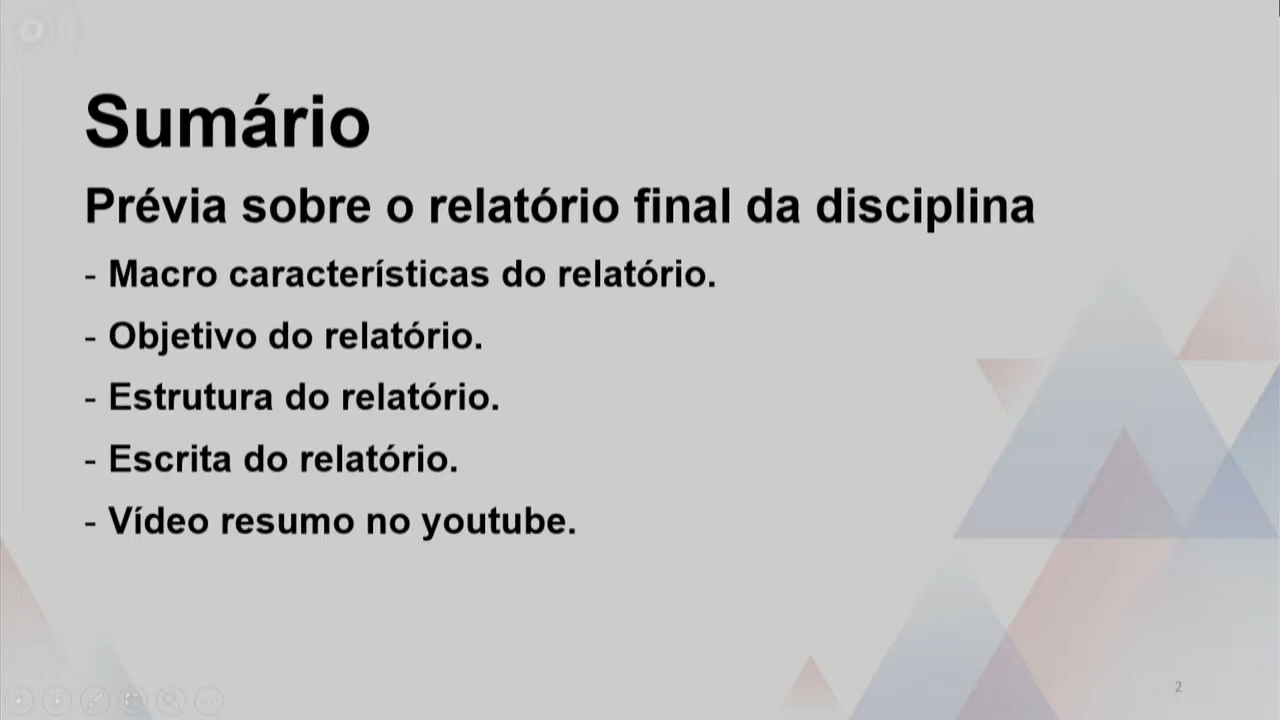 Sumário
Prévia sobre o relatório final da disciplina
- Macro características do relatório.
- Objetivo do relatório.
- Estrutura do relatório.
- Escrita do relatório.
- Vídeo resumo no youtube.
2